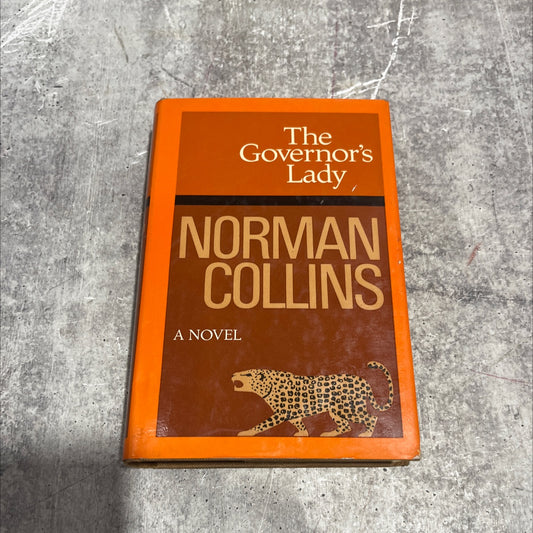 The
Governor's
Lady
NORMAN
COLLINS
A NOVEL